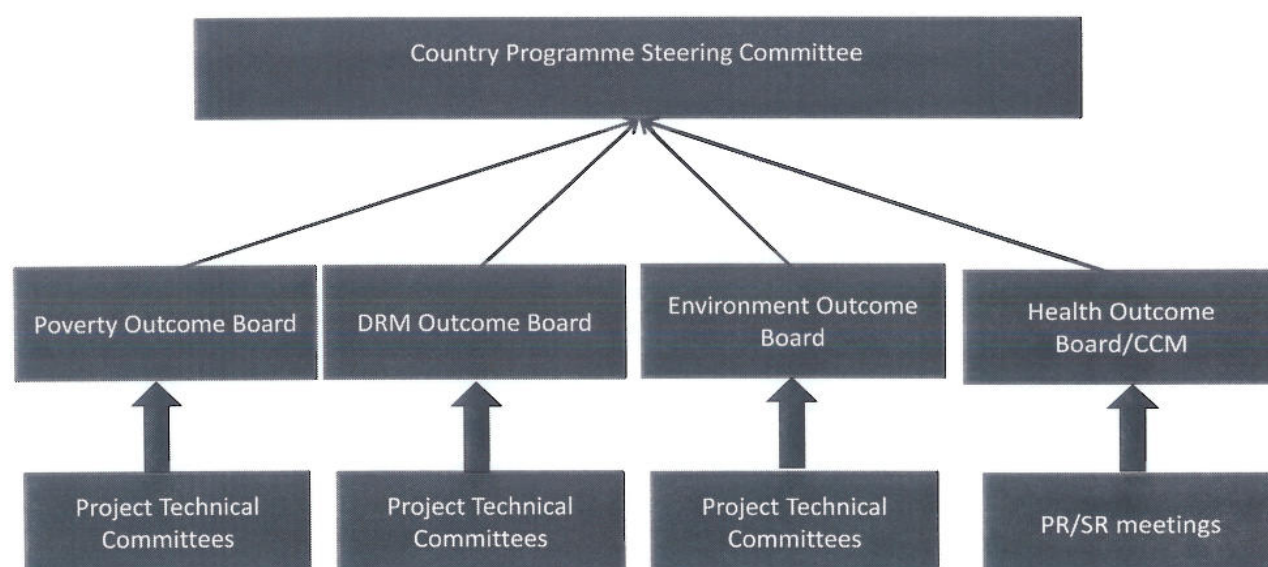 Country Programme Steering Committee
Poverty Outcome Board
DRM Outcome Board
Environment Outcome
Board
Health Outcome
Board/CCM
Project Technical
Committees
Project Technical
Committees
Project Technical
Committees
PR/SR meetings